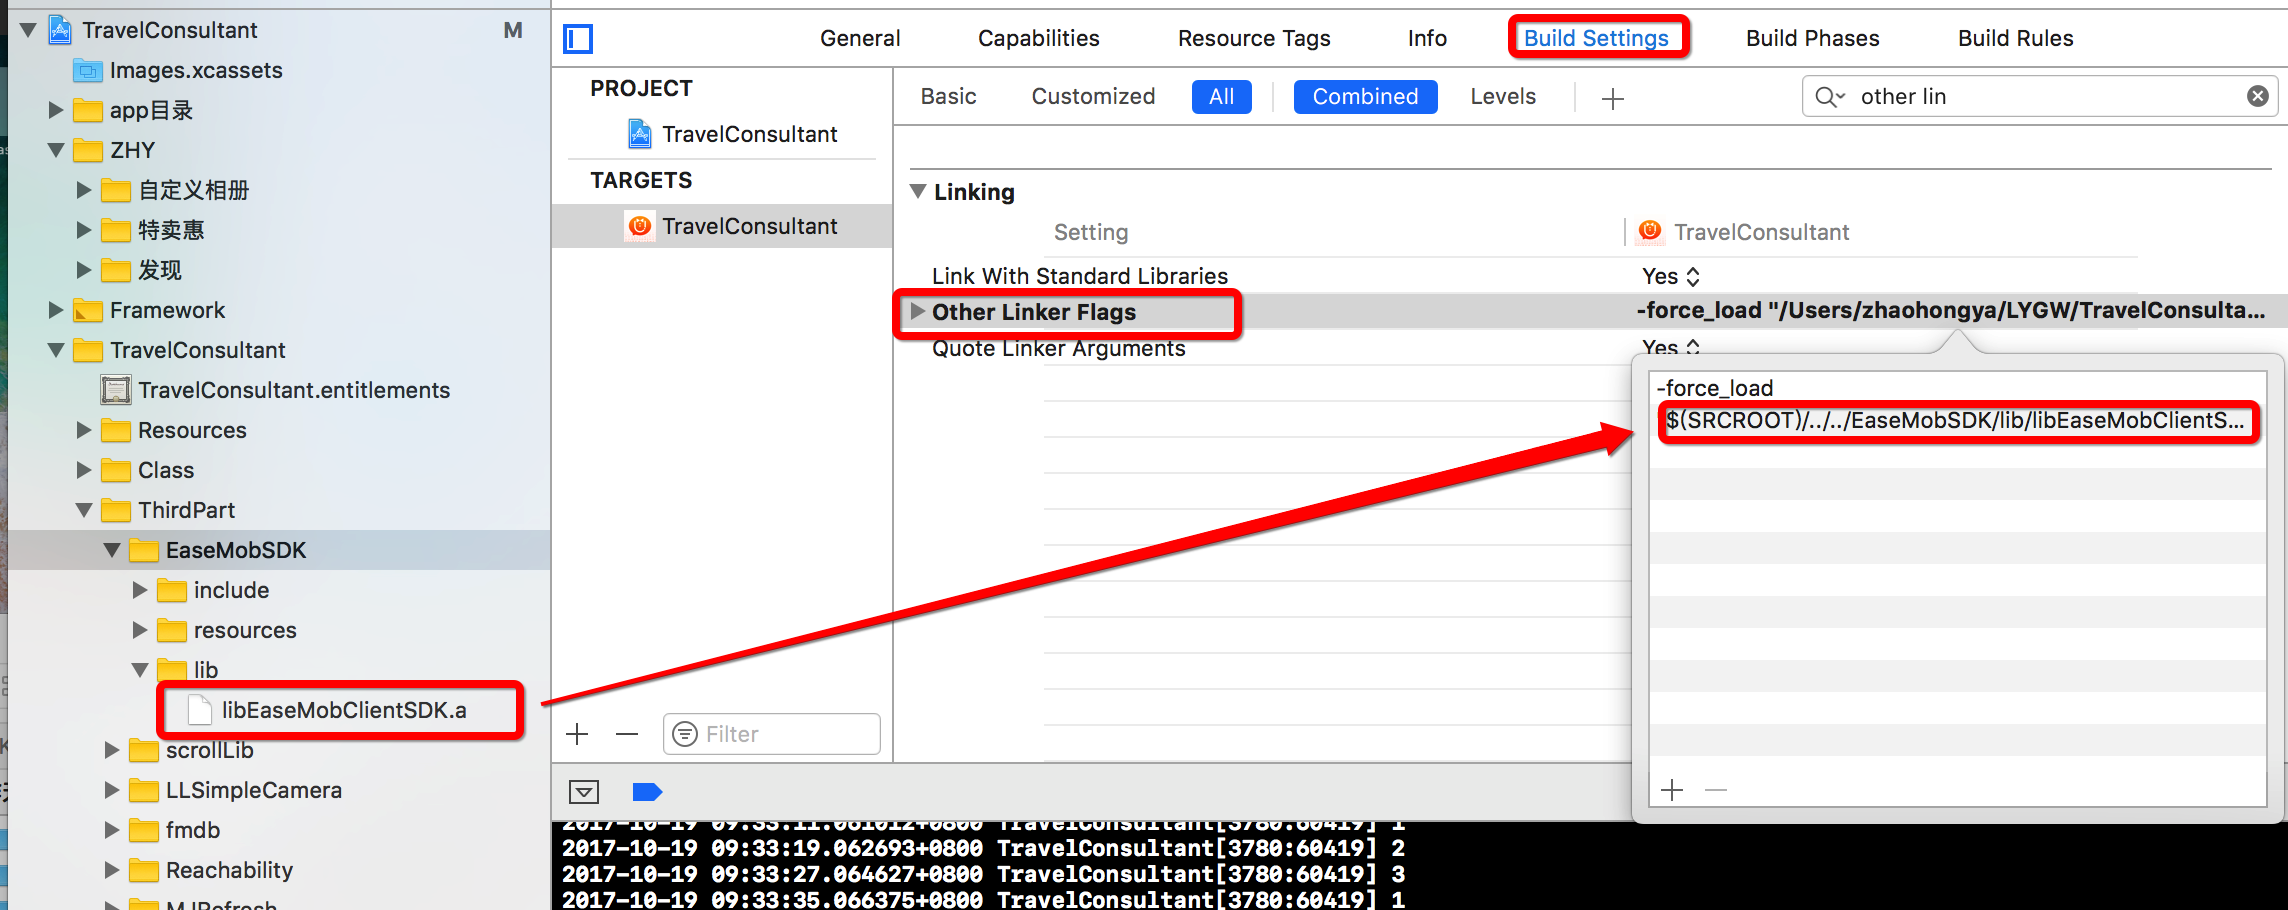 TravelConsultant M
Images.xcassets
app目录
ZHY
自定义相册
特卖惠
发现
Framework
TravelConsultant
TravelConsultant.entitlements
Resources
Class
ThirdPart
EaseMobSDK
include
resources
lib
libEaseMobClientSDK.a
scrollLib
LLSimpleCamera
fmdb
Reachability
MJRefresh
General Capabilities Resource Tags Info Build Settings Build Phases Build Rules
PROJECT
TravelConsultant
TARGETS
TravelConsultant
Filter
Basic Customized All Combined Levels other lin
Linking
Setting TravelConsultant
Link With Standard Libraries Yes
Other Linker Flags -force_load "/Users/zhaohongya/LYGW/TravelConsulta...
Quote Linker Arguments Yes
-force_load
$(SRCROOT)/../../EaseMobSDK/lib/libEaseMobClientS...
2017-10-19 09:33:11.061012+0800 TravelConsultant[3780:60419] 1
2017-10-19 09:33:19.062693+0800 TravelConsultant[3780:60419] 2
2017-10-19 09:33:27.064627+0800 TravelConsultant[3780:60419] 3
2017-10-19 09:33:35.066375+0800 TravelConsultant[3780:60419] 1